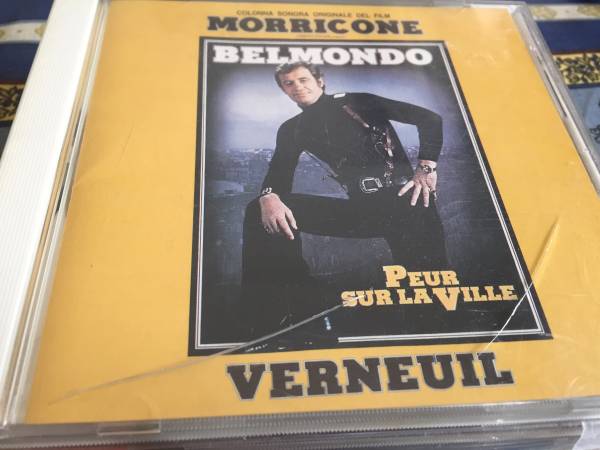 COLONNA SONORA ORIGINALE DEL FILM
MORRICONE
BELMONDO
PEUR
SUR LA VILLE
VERNEUIL